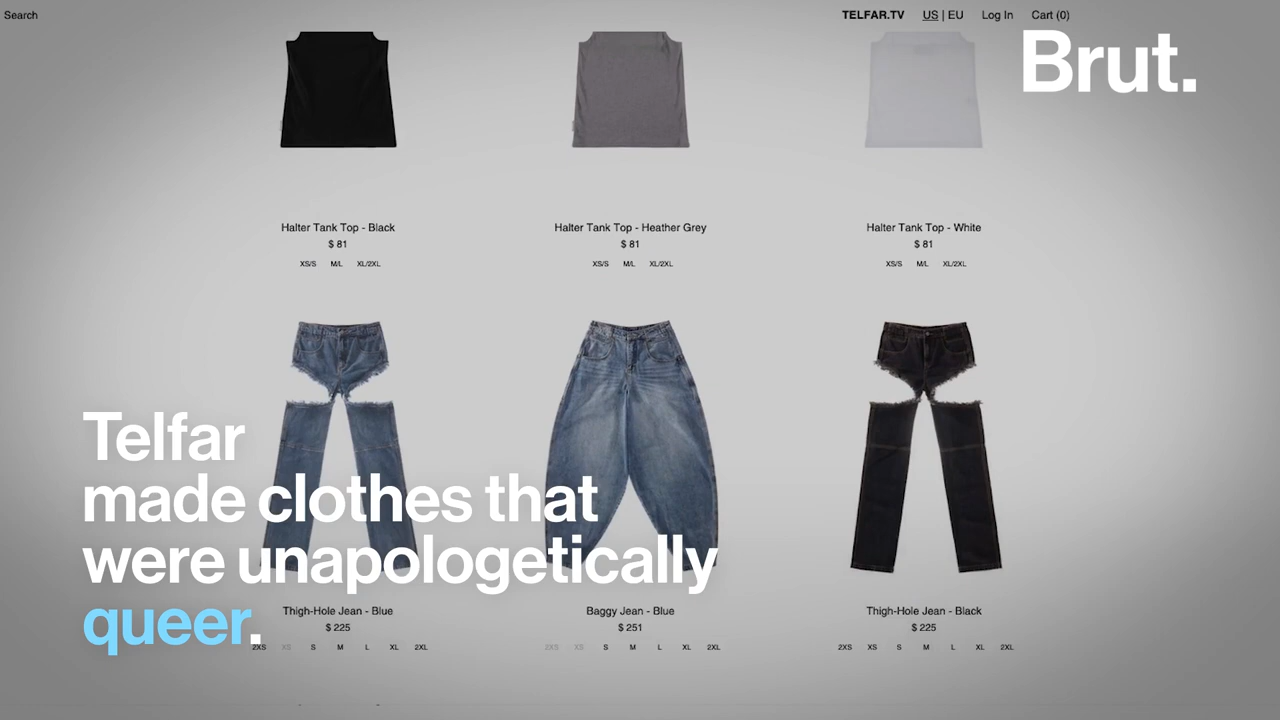 Search
TELFAR.TV US | EU Log In Cart (0)
Brut.
Halter Tank Top - Black
$ 81
XS/S M/L XL/2XL
Halter Tank Top - Heather Grey
$ 81
XS/S M/L XL/2XL
Halter Tank Top - White
$ 81
XS/S M/L XL/2XL
Telfar
made clothes that
were unapologetically
queer.
Thigh-Hole Jean - Blue
$ 225
2XS XS S M L XL 2XL
Baggy Jean - Blue
$ 251
2XS XS S M L XL 2XL
Thigh-Hole Jean - Black
$ 225
2XS XS S M L XL 2XL